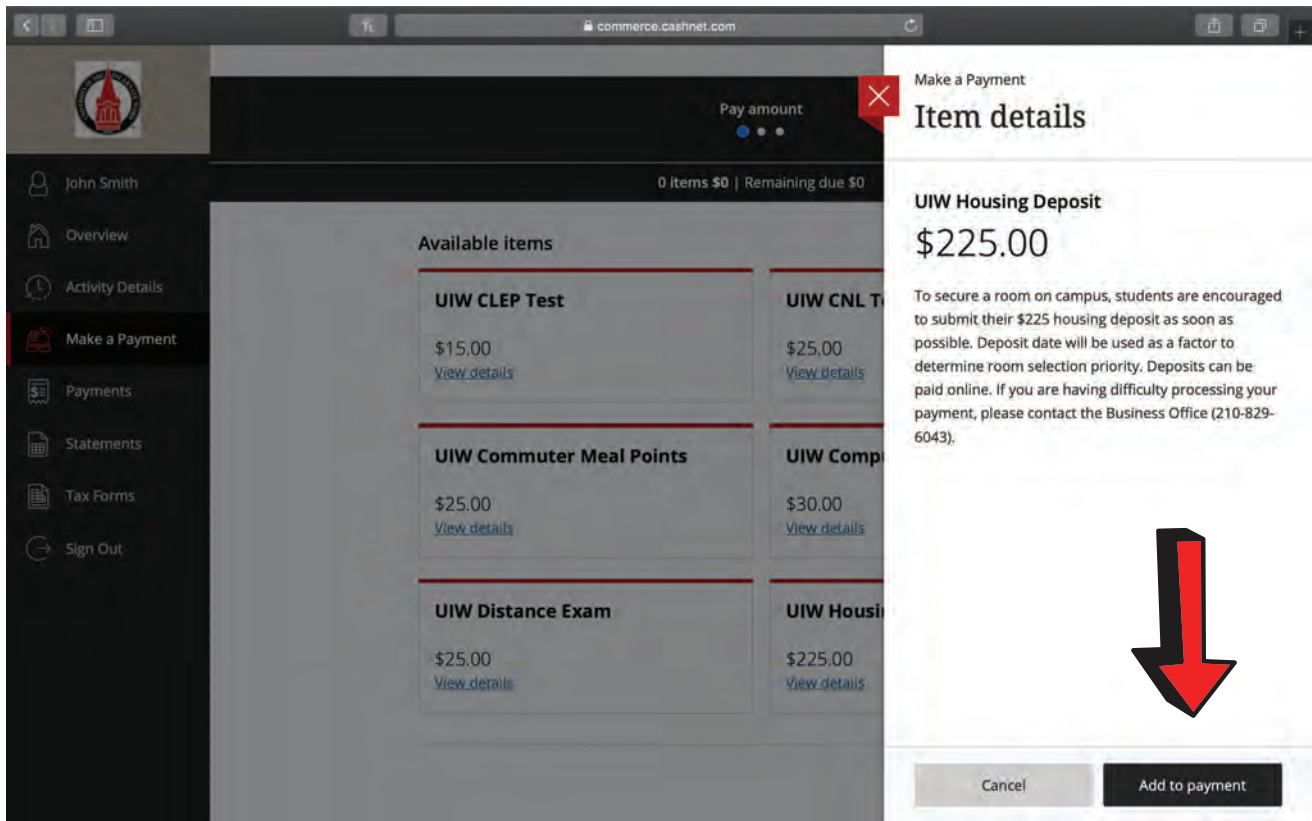 commerce.cashnet.com
John Smith
Overview
Activity Details
Make a Payment
Payments
Statements
Tax Forms
Sign Out
Pay amount
0 items $0 | Remaining due $0
Available items
UIW CLEP Test
$15.00
View details
UIW CNL T
$25.00
View details
UIW Commuter Meal Points
$25.00
View details
UIW Comp
$30.00
View details
UIW Distance Exam
$25.00
View details
UIW Housi
$225.00
View details
Make a Payment
Item details
UIW Housing Deposit
$225.00
To secure a room on campus, students are encouraged
to submit their $225 housing deposit as soon as
possible. Deposit date will be used as a factor to
determine room selection priority. Deposits can be
paid online. If you are having difficulty processing your
payment, please contact the Business Office (210-829-
6043).
Cancel
Add to payment